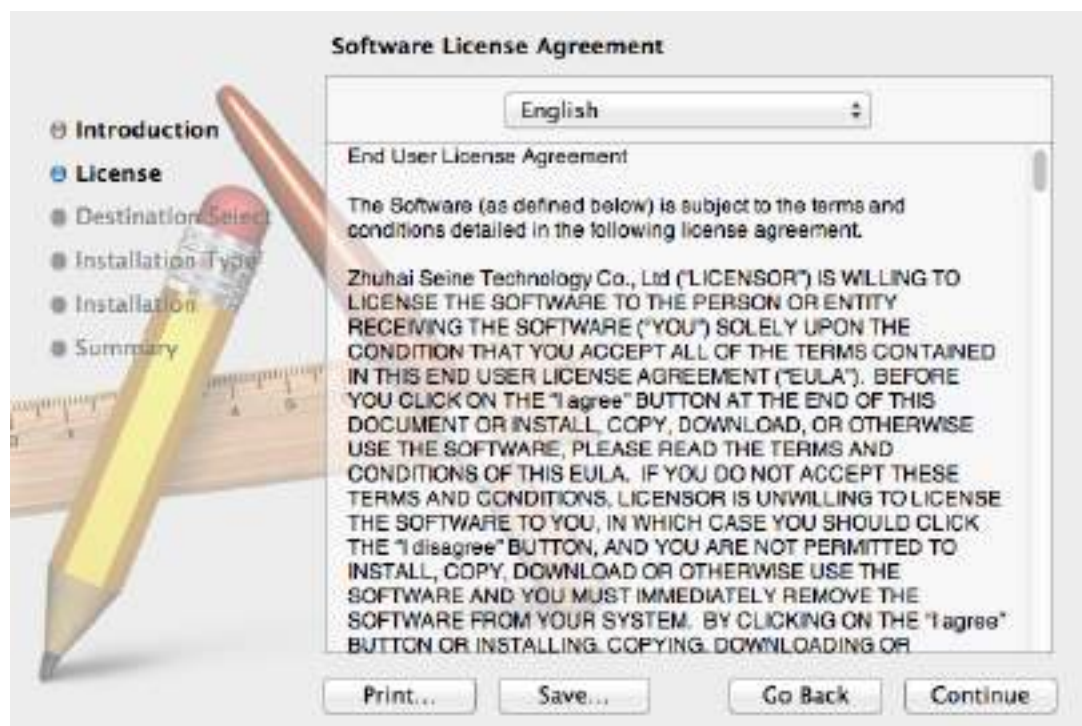 Software License Agreement
Introduction
License
Destination Select
Installation Type
Installation
Summary
English
End User License Agreement
The Software (as defined below) is subject to the terms and
conditions detailed in the following license agreement.
Zhuhai Seine Technology Co., Ltd ("LICENSOR") IS WILLING TO
LICENSE THE SOFTWARE TO THE PERSON OR ENTITY
RECEIVING THE SOFTWARE ("YOU") SOLELY UPON THE
CONDITION THAT YOU ACCEPT ALL OF THE TERMS CONTAINED
IN THIS END USER LICENSE AGREEMENT ("EULA"). BEFORE
YOU CLICK ON THE "I agree" BUTTON AT THE END OF THIS
DOCUMENT OR INSTALL, COPY, DOWNLOAD, OR OTHERWISE
USE THE SOFTWARE, PLEASE READ THE TERMS AND
CONDITIONS OF THIS EULA. IF YOU DO NOT ACCEPT THESE
TERMS AND CONDITIONS, LICENSOR IS UNWILLING TO LICENSE
THE SOFTWARE TO YOU, IN WHICH CASE YOU SHOULD CLICK
THE "I disagree" BUTTON, AND YOU ARE NOT PERMITTED TO
INSTALL, COPY, DOWNLOAD OR OTHERWISE USE THE
SOFTWARE AND YOU MUST IMMEDIATELY REMOVE THE
SOFTWARE FROM YOUR SYSTEM. BY CLICKING ON THE "I agree"
BUTTON OR INSTALLING, COPYING, DOWNLOADING OR
Print...
Save...
Go Back
Continue